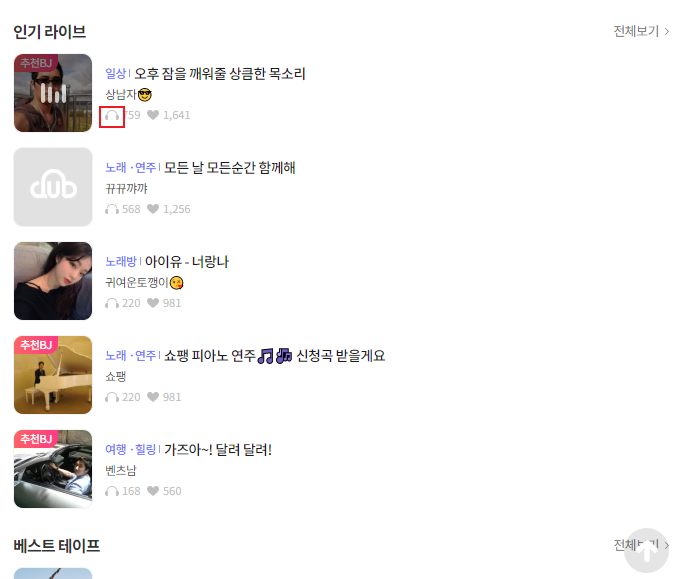 인기 라이브
전체보기
추천BJ
일상
오후 잠을 깨워줄 상큼한 목소리
상남자😎
759 1,641
노래 · 연주
모든 날 모든순간 함께해
dub
뀨뀨꺄꺄
568 1,256
노래방
아이유 - 너랑나
귀여운토깽이😘
220 981
추천BJ
노래 · 연주
쇼팽 피아노 연주🎵🎶 신청곡 받을게요
쇼팽
220 981
추천BJ
여행 · 힐링
가즈아~! 달려 달려!
벤츠남
168 560
베스트 테이프
전체보기